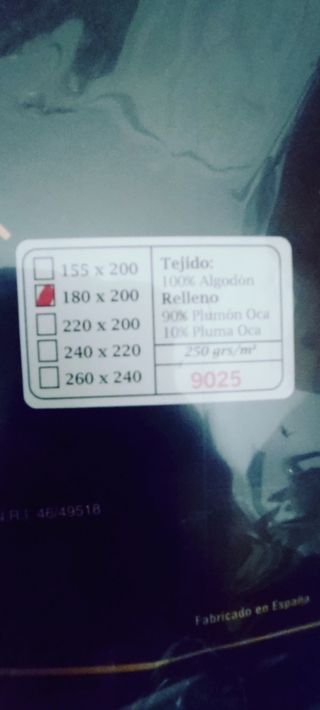 155 x 200
180 x 200
220 x 200
240 x 220
260 x 240
Tejido:
100% Algodón
Relleno
90% Plumón Oca
10% Pluma Oca
250 grs/m²
9025
R.I. 46/49518
Fabricado en España